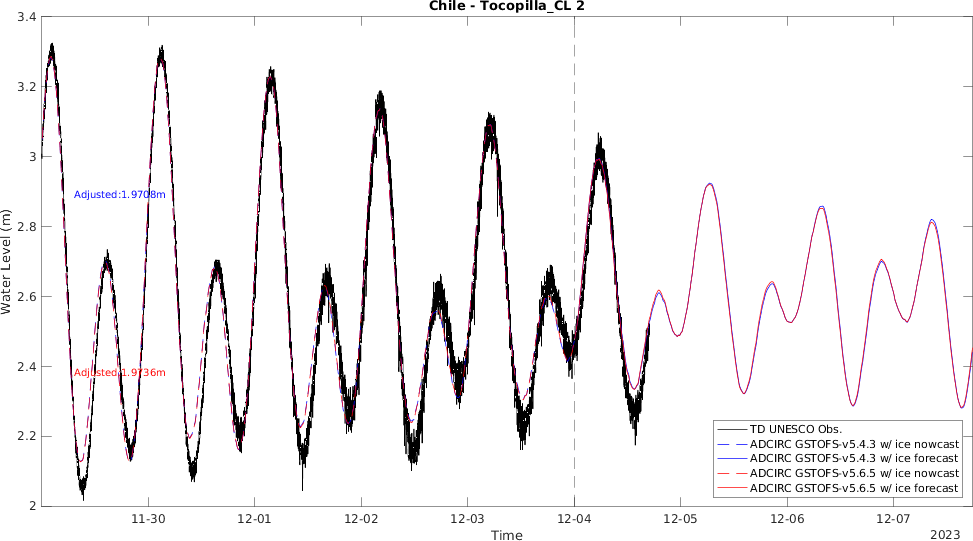 Chile - Tocopilla_CL 2
3.4
3.2
3
2.8
2.6
2.4
2.2
2
Water Level (m)
Adjusted:1.9708m
Adjusted:1.9736m
TD UNESCO Obs.
ADCIRC GSTOFS-v5.4.3 w/ ice nowcast
ADCIRC GSTOFS-v5.4.3 w/ ice forecast
ADCIRC GSTOFS-v5.6.5 w/ ice nowcast
ADCIRC GSTOFS-v5.6.5 w/ ice forecast
11-30 12-01 12-02 12-03 12-04 12-05 12-06 12-07
Time
2023